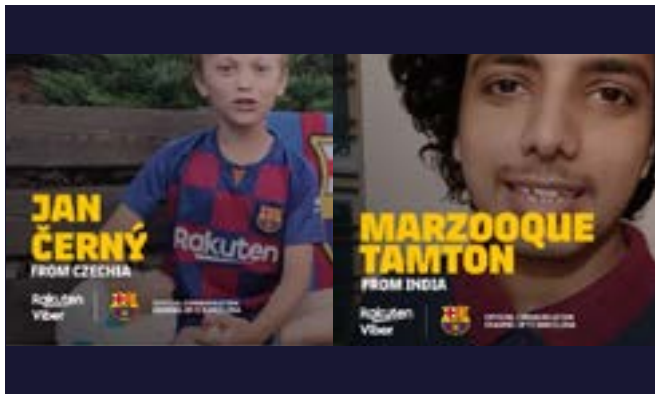 JAN
ČERNÝ
FROM CZECHIA
Rakuten
Rakuten
Viber
MARZOOQUE
TAMTON
FROM INDIA
Rakuten
Viber